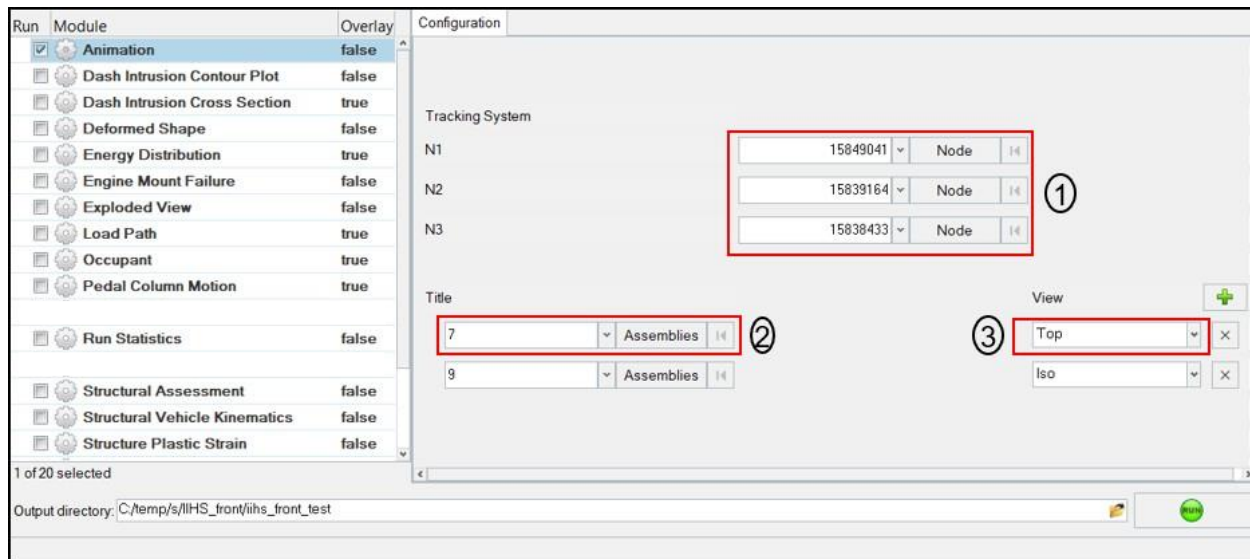 Run Module Overlay
Animation false
Dash Intrusion Contour Plot false
Dash Intrusion Cross Section true
Deformed Shape false
Energy Distribution true
Engine Mount Failure false
Exploded View false
Load Path true
Occupant true
Pedal Column Motion true
Run Statistics false
Structural Assessment false
Structural Vehicle Kinematics false
Structure Plastic Strain false
1 of 20 selected
Configuration
Tracking System
N1 15849041 Node
N2 15839164 Node
N3 15838433 Node
1
Title View
7 Assemblies 2 3 Top
9 Assemblies Iso
Output directory: C:/temp/s/IIHS_front/iihs_front_test RUN